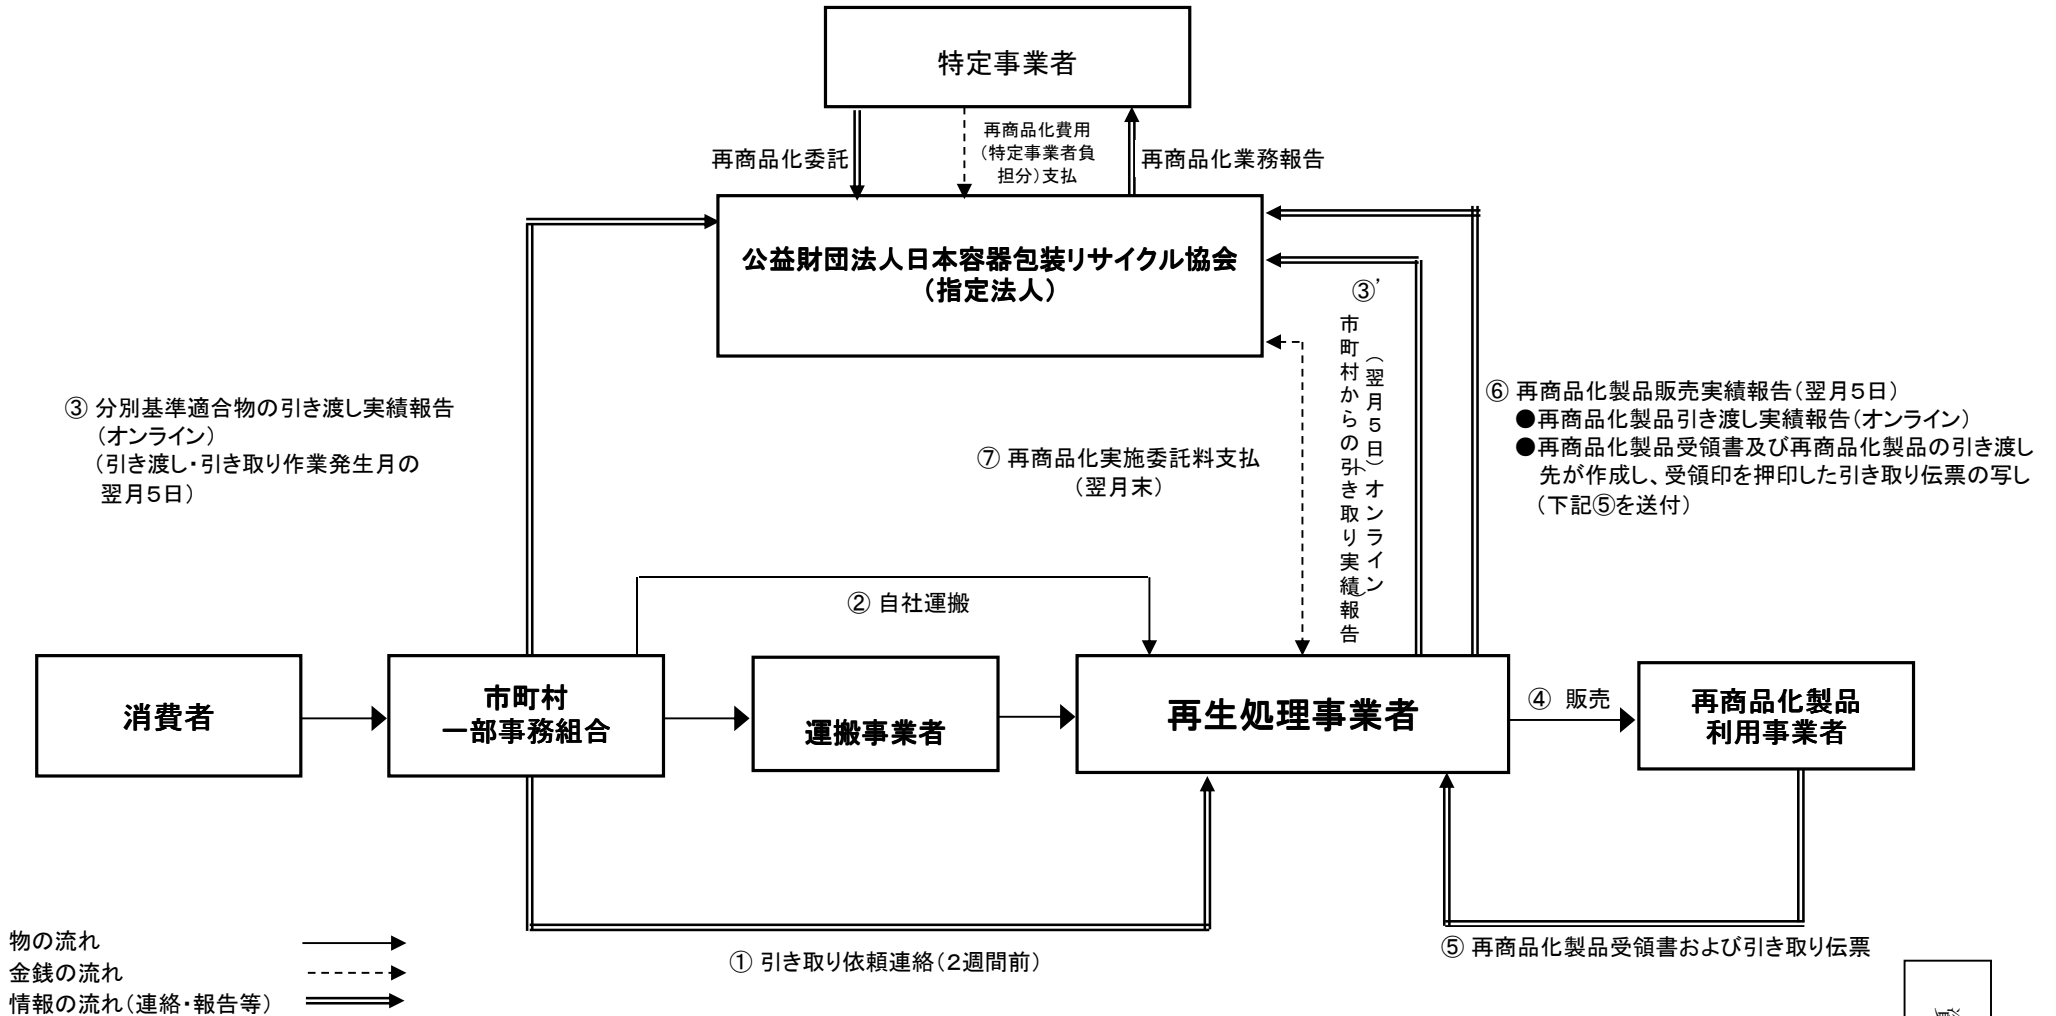 特定事業者
再商品化委託
再商品化費用
(特定事業者負
担分)支払
再商品化業務報告
公益財団法人日本容器包装リサイクル協会
(指定法人)
③’
市町村からの引き取り実績報告
(翌月5日)(オンライン)
③ 分別基準適合物の引き渡し実績報告
(オンライン)
(引き渡し・引き取り作業発生月の
翌月5日)
⑦ 再商品化実施委託料支払
(翌月末)
⑥ 再商品化製品販売実績報告(翌月5日)
●再商品化製品引き渡し実績報告(オンライン)
●再商品化製品受領書及び再商品化製品の引き渡し
先が作成し、受領印を押印した引き取り伝票の写し
(下記⑤を送付)
② 自社運搬
消費者
市町村
一部事務組合
運搬事業者
再生処理事業者
④ 販売
再商品化製品
利用事業者
① 引き取り依頼連絡(2週間前)
⑤ 再商品化製品受領書および引き取り伝票
物の流れ
金銭の流れ
情報の流れ(連絡・報告等)